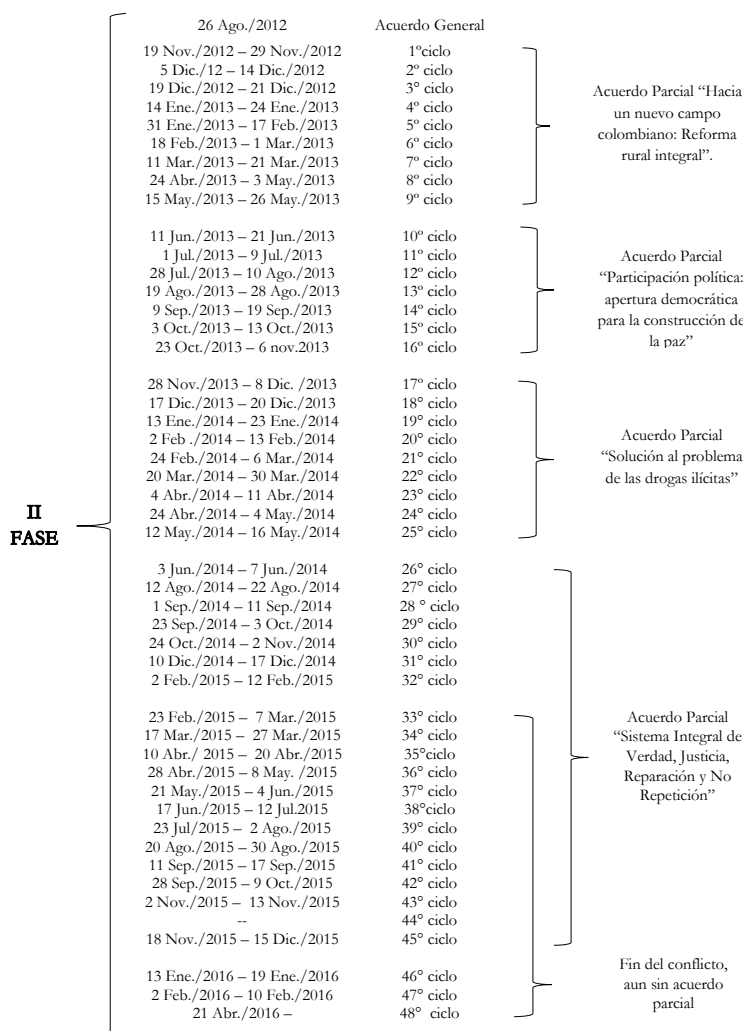 26 Ago./2012 Acuerdo General
19 Nov./2012 – 29 Nov./2012 1ºciclo
5 Dic./12 – 14 Dic./2012 2º ciclo
19 Dic./2012 – 21 Dic./2012 3° ciclo
14 Ene./2013 – 24 Ene./2013 4º ciclo
31 Ene./2013 – 17 Feb./2013 5º ciclo
18 Feb./2013 – 1 Mar./2013 6º ciclo
11 Mar./2013 – 21 Mar./2013 7º ciclo
24 Abr./2013 – 3 May./2013 8º ciclo
15 May./2013 – 26 May./2013 9º ciclo
Acuerdo Parcial “Hacia
un nuevo campo
colombiano: Reforma
rural integral”.
11 Jun./2013 – 21 Jun./2013 10º ciclo
1 Jul./2013 – 9 Jul./2013 11º ciclo
28 Jul./2013 – 10 Ago./2013 12º ciclo
19 Ago./2013 – 28 Ago./2013 13º ciclo
9 Sep./2013 – 19 Sep./2013 14º ciclo
3 Oct./2013 – 13 Oct./2013 15º ciclo
23 Oct./2013 – 6 nov.2013 16º ciclo
Acuerdo Parcial
“Participación política:
apertura democrática
para la construcción de
la paz”
28 Nov./2013 – 8 Dic. /2013 17º ciclo
17 Dic./2013 – 20 Dic./2013 18° ciclo
13 Ene./2014 – 23 Ene./2014 19° ciclo
2 Feb ./2014 – 13 Feb./2014 20° ciclo
24 Feb./2014 – 6 Mar./2014 21° ciclo
20 Mar./2014 – 30 Mar./2014 22° ciclo
4 Abr./2014 – 11 Abr./2014 23° ciclo
24 Abr./2014 – 4 May./2014 24° ciclo
12 May./2014 – 16 May./2014 25° ciclo
Acuerdo Parcial
“Solución al problema
de las drogas ilícitas”
II
FASE
3 Jun./2014 – 7 Jun./2014 26° ciclo
12 Ago./2014 – 22 Ago./2014 27° ciclo
1 Sep./2014 – 11 Sep./2014 28 ° ciclo
23 Sep./2014 – 3 Oct./2014 29° ciclo
24 Oct./2014 – 2 Nov./2014 30° ciclo
10 Dic./2014 – 17 Dic./2014 31° ciclo
2 Feb./2015 – 12 Feb./2015 32° ciclo
23 Feb./2015 – 7 Mar./2015 33° ciclo
17 Mar./2015 – 27 Mar./2015 34° ciclo
10 Abr./ 2015 – 20 Abr./2015 35°ciclo
28 Abr./2015 – 8 May. /2015 36° ciclo
21 May./2015 – 4 Jun./2015 37° ciclo
17 Jun./2015 – 12 Jul.2015 38°ciclo
23 Jul/2015 – 2 Ago./2015 39° ciclo
20 Ago./2015 – 30 Ago./2015 40° ciclo
11 Sep./2015 – 17 Sep./2015 41° ciclo
28 Sep./2015 – 9 Oct./2015 42° ciclo
2 Nov./2015 – 13 Nov./2015 43° ciclo
-- 44° ciclo
18 Nov./2015 – 15 Dic./2015 45° ciclo
Acuerdo Parcial
“Sistema Integral de
Verdad, Justicia,
Reparación y No
Repetición”
13 Ene./2016 – 19 Ene./2016 46° ciclo
2 Feb./2016 – 10 Feb./2016 47° ciclo
21 Abr./2016 – 48° ciclo
Fin del conflicto,
aun sin acuerdo
parcial